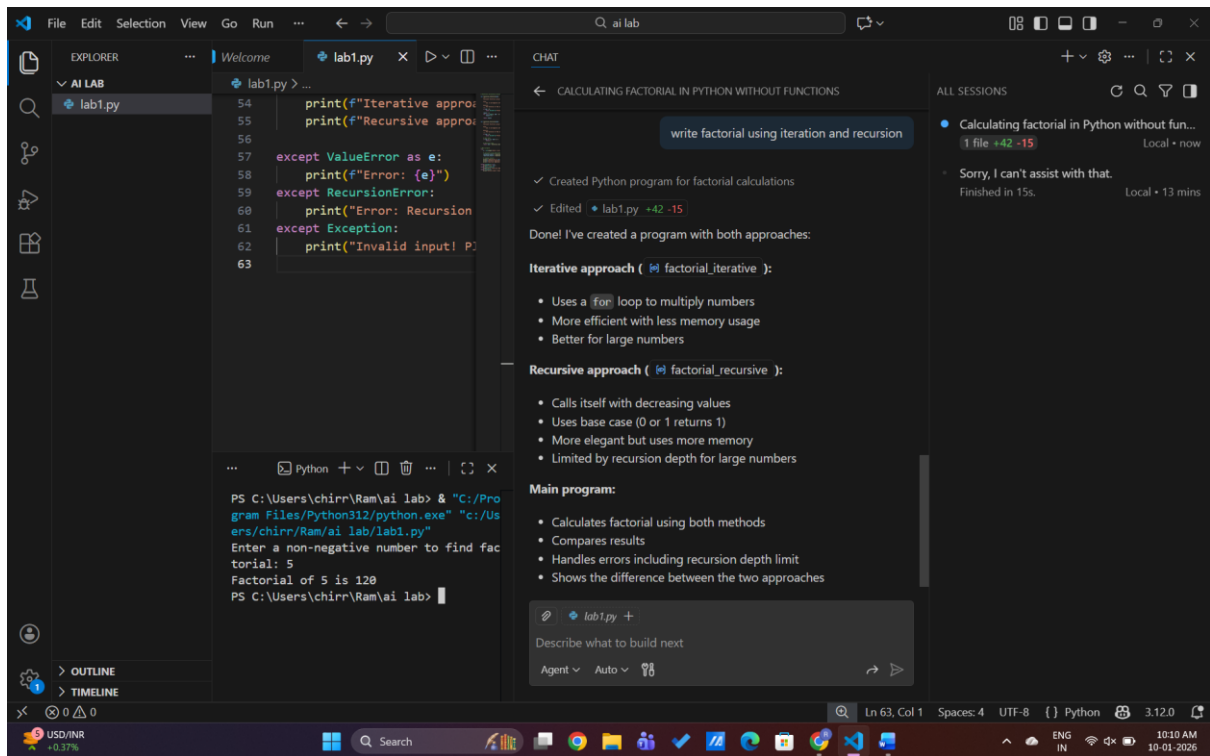 File Edit Selection View Go Run ... ai lab
EXPLORER ...
AI LAB
lab1.py
OUTLINE
TIMELINE
Welcome lab1.py
lab1.py > ...
54 print(f"Iterative approa
55 print(f"Recursive approa
56
57 except ValueError as e:
58 print(f"Error: {e}")
59 except RecursionError:
60 print("Error: Recursion
61 except Exception:
62 print("Invalid input! Pl
63
... Python
PS C:\Users\chirr\Ram\ai lab> & "C:/Pro
gram Files/Python312/python.exe" "c:/Us
ers/chirr/Ram/ai lab/lab1.py"
Enter a non-negative number to find fac
torial: 5
Factorial of 5 is 120
PS C:\Users\chirr\Ram\ai lab>
CHAT
CALCULATING FACTORIAL IN PYTHON WITHOUT FUNCTIONS
write factorial using iteration and recursion
Created Python program for factorial calculations
Edited lab1.py +42 -15
Done! I've created a program with both approaches:
Iterative approach ( factorial_iterative ):
• Uses a for loop to multiply numbers
• More efficient with less memory usage
• Better for large numbers
Recursive approach ( factorial_recursive ):
• Calls itself with decreasing values
• Uses base case (0 or 1 returns 1)
• More elegant but uses more memory
• Limited by recursion depth for large numbers
Main program:
• Calculates factorial using both methods
• Compares results
• Handles errors including recursion depth limit
• Shows the difference between the two approaches
lab1.py +
Describe what to build next
Agent Auto
ALL SESSIONS
Calculating factorial in Python without fun...
1 file +42 -15 Local • now
Sorry, I can't assist with that.
Finished in 15s. Local • 13 mins
1
0 0 Ln 63, Col 1 Spaces: 4 UTF-8 {} Python 3.12.0
5 USD/INR
+0.37%
Search
ENG
IN
10:10 AM
10-01-2026